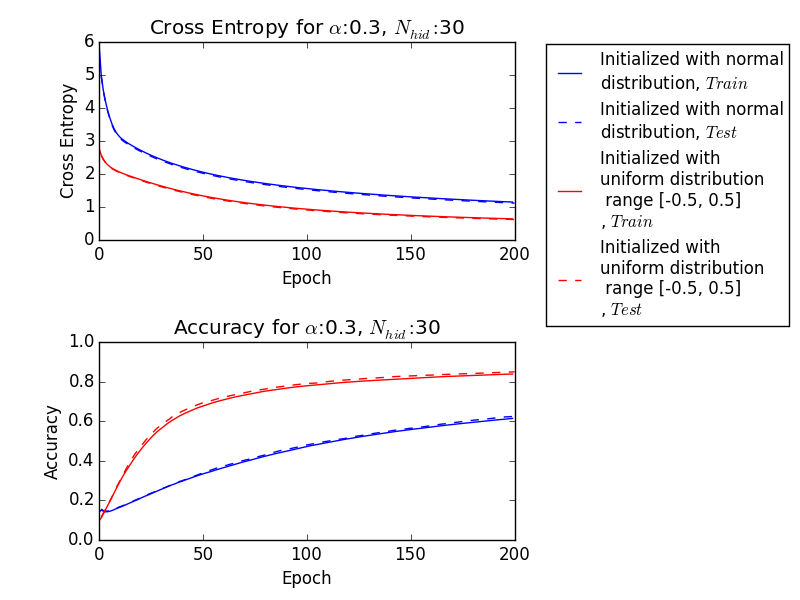 Cross Entropy for α:0.3, N_hid:30
6
5
4
3
2
1
0
Cross Entropy
0 50 100 150 200
Epoch
Initialized with normal
distribution, Train
Initialized with normal
distribution, Test
Initialized with
uniform distribution
range [-0.5, 0.5]
, Train
Initialized with
uniform distribution
range [-0.5, 0.5]
, Test
Accuracy for α:0.3, N_hid:30
1.0
0.8
0.6
0.4
0.2
0.0
Accuracy
0 50 100 150 200
Epoch